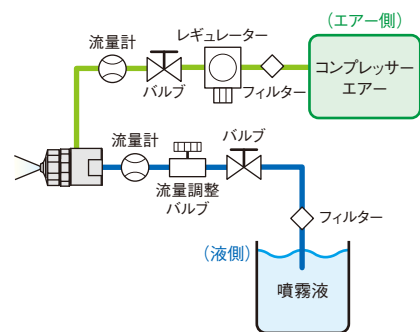 （エアー側）
流量計
レギュレーター
バルブ
フィルター
コンプレッサー
エアー
流量計
バルブ
流量調整
バルブ
フィルター
（液側）
噴霧液